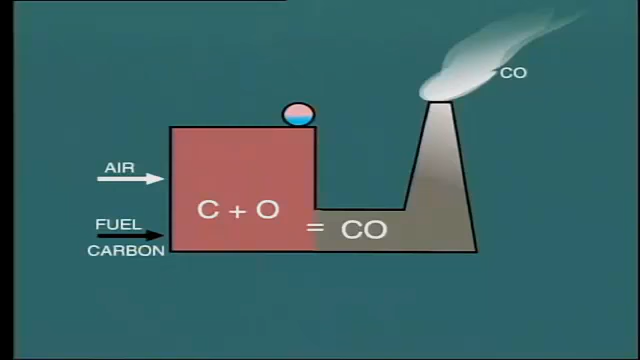 CO
AIR
C + O
FUEL
= CO
CARBON